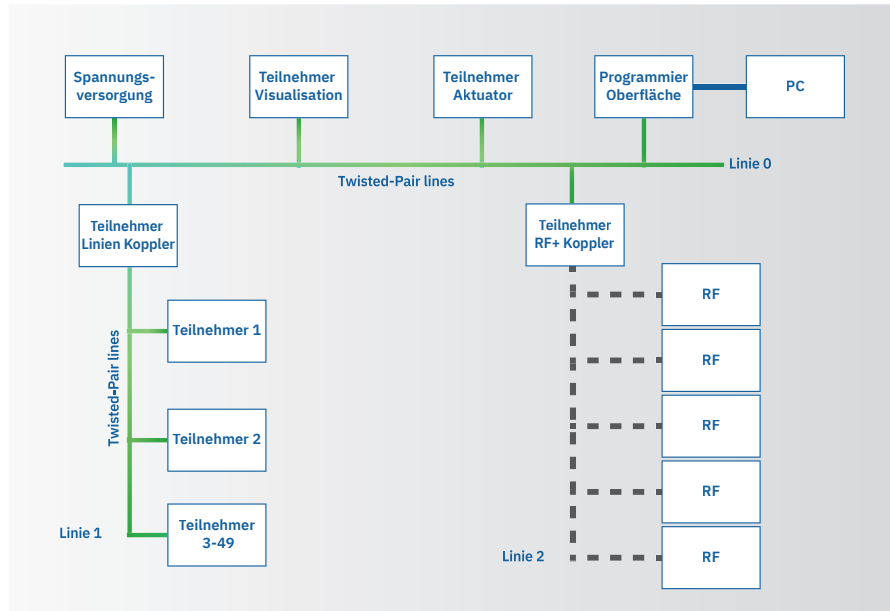 Spannungs-
versorgung
Teilnehmer
Visualisation
Teilnehmer
Aktuator
Programmier
Oberfläche
PC
Linie 0
Twisted-Pair lines
Teilnehmer
Linien Koppler
Teilnehmer
RF+ Koppler
RF
Teilnehmer 1
RF
Twisted-Pair lines
RF
Teilnehmer 2
RF
Teilnehmer
3-49
Linie 1
RF
Linie 2